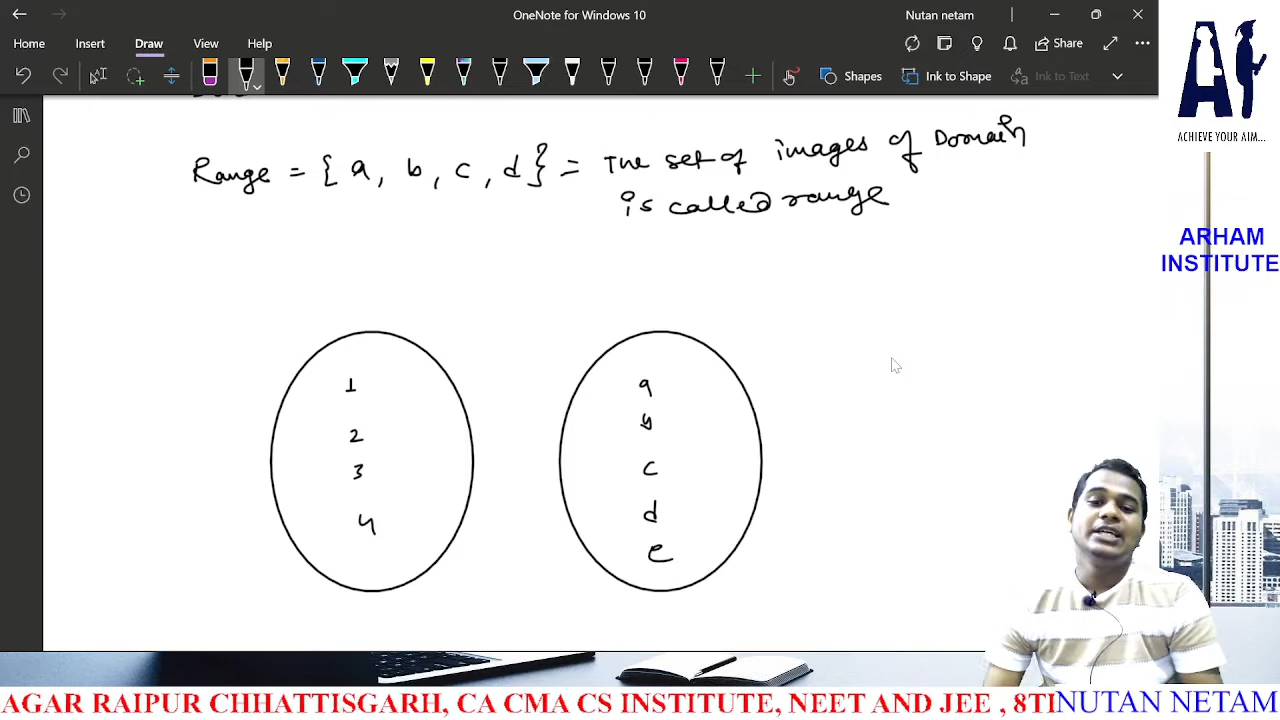 OneNote for Windows 10
Nutan netam
Home Insert Draw View Help
Share
Shapes Ink to Shape Ink to Text
Range = { a, b, c, d } = The set of images of Domain
is called range
1
2
3
4
a
b
c
d
e
AI
ACHIEVE YOUR AIM...
ARHAM
INSTITUTE
AGAR RAIPUR CHHATTISGARH, CA CMA CS INSTITUTE, NEET AND JEE , 8TI
NUTAN NETAM